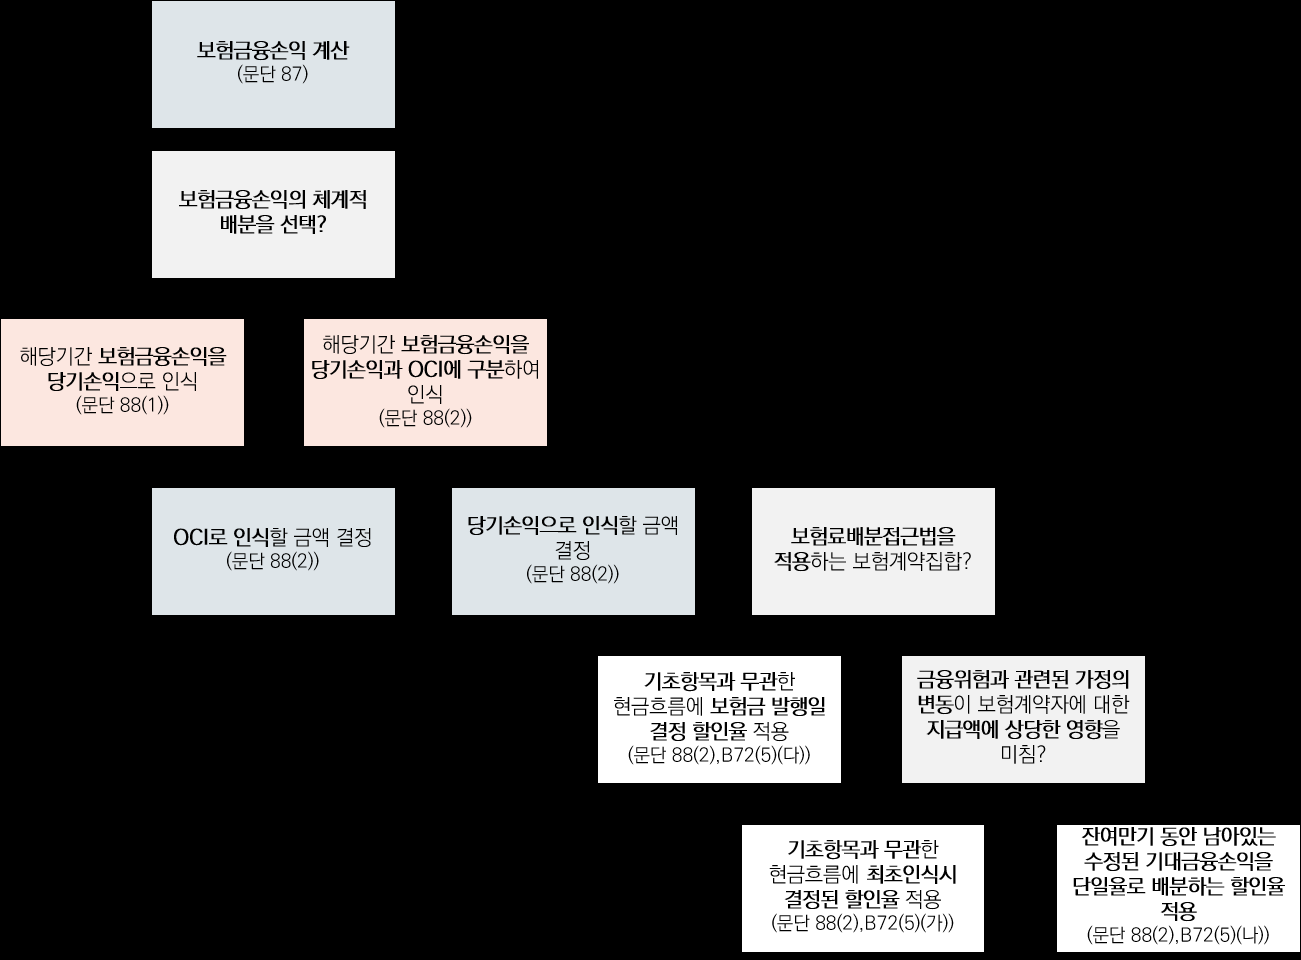 보험금융손익 계산
(문단 87)
보험금융손익의 체계적
배분을 선택?
해당기간 보험금융손익을
당기손익으로 인식
(문단 88(1))
해당기간 보험금융손익을
당기손익과 OCI에 구분하여
인식
(문단 88(2))
OCI로 인식할 금액 결정
(문단 88(2))
당기손익으로 인식할 금액
결정
(문단 88(2))
보험료배분접근법을
적용하는 보험계약집합?
기초항목과 무관한
현금흐름에 보험금 발행일
결정 할인율 적용
(문단 88(2),B72(5)(다))
금융위험과 관련된 가정의
변동이 보험계약자에 대한
지급액에 상당한 영향을
미침?
기초항목과 무관한
현금흐름에 최초인식시
결정된 할인율 적용
(문단 88(2),B72(5)(가))
잔여만기 동안 남아있는
수정된 기대금융손익을
단일율로 배분하는 할인율
적용
(문단 88(2),B72(5)(나))